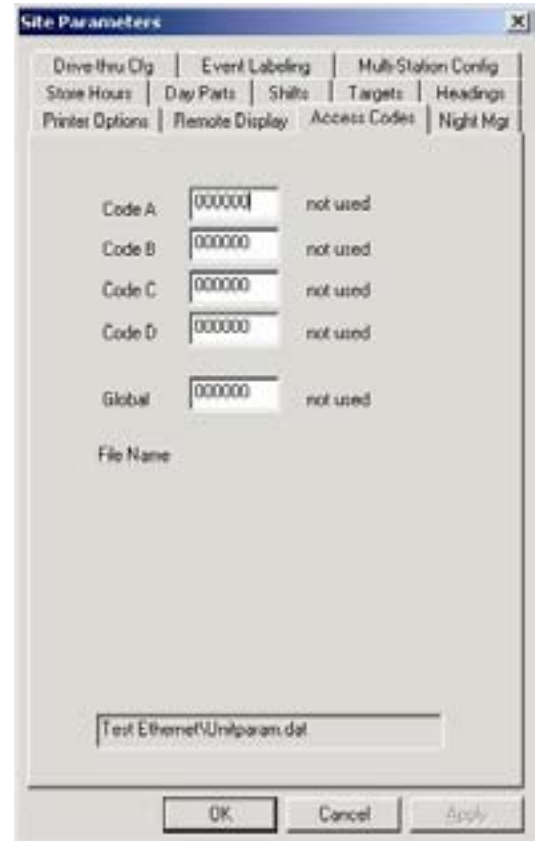 Site Parameters
Drive-thru Cfg Event Labeling Multi-Station Config
Store Hours Day Parts Shifts Targets Headings
Printer Options Remote Display Access Codes Night Mgr
Code A 000000 not used
Code B 000000 not used
Code C 000000 not used
Code D 000000 not used
Global 000000 not used
File Name
Test Ethernet\Unitparam.dat
OK Cancel Apply